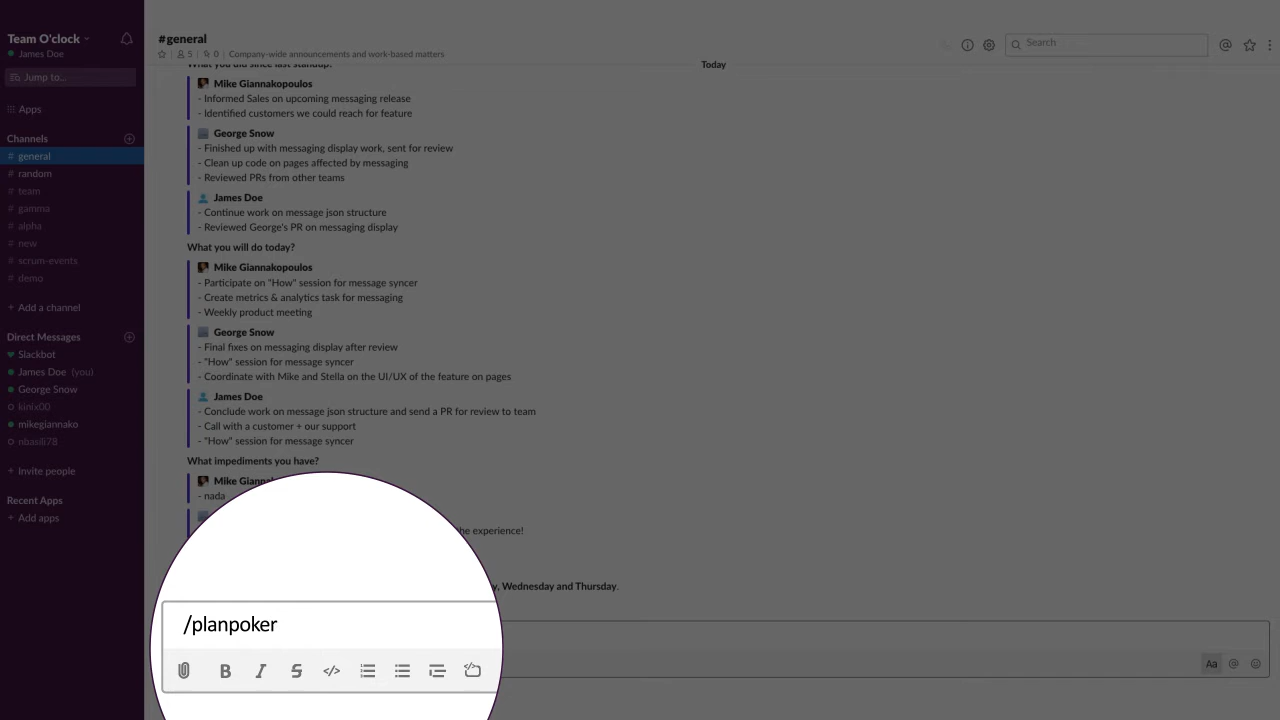 Team O'clock
James Doe
Jump to...
Apps
Channels
# general
# random
# team
# gamma
# alpha
# new
# scrum-events
# demo
+ Add a channel
Direct Messages
Slackbot
James Doe (you)
George Snow
kinix00
mikegiannako
nbasili78
+ Invite people
Recent Apps
+ Add apps
#general
5 | 0 | Company-wide announcements and work-based matters
Search
Today
What you did since last standup?
Mike Giannakopoulos
- Informed Sales on upcoming messaging release
- Identified customers we could reach for feature
George Snow
- Finished up with messaging display work, sent for review
- Clean up code on pages affected by messaging
- Reviewed PRs from other teams
James Doe
- Continue work on message json structure
- Reviewed George's PR on messaging display
What you will do today?
Mike Giannakopoulos
- Participate on "How" session for message syncer
- Create metrics & analytics task for messaging
- Weekly product meeting
George Snow
- Final fixes on messaging display after review
- "How" session for message syncer
- Coordinate with Mike and Stella on the UI/UX of the feature on pages
James Doe
- Conclude work on message json structure and send a PR for review to team
- Call with a customer + our support
- "How" session for message syncer
What impediments you have?
Mike Giannak
- nada
he experience!
y, Wednesday and Thursday.
/planpoker
B I S </>
Aa @